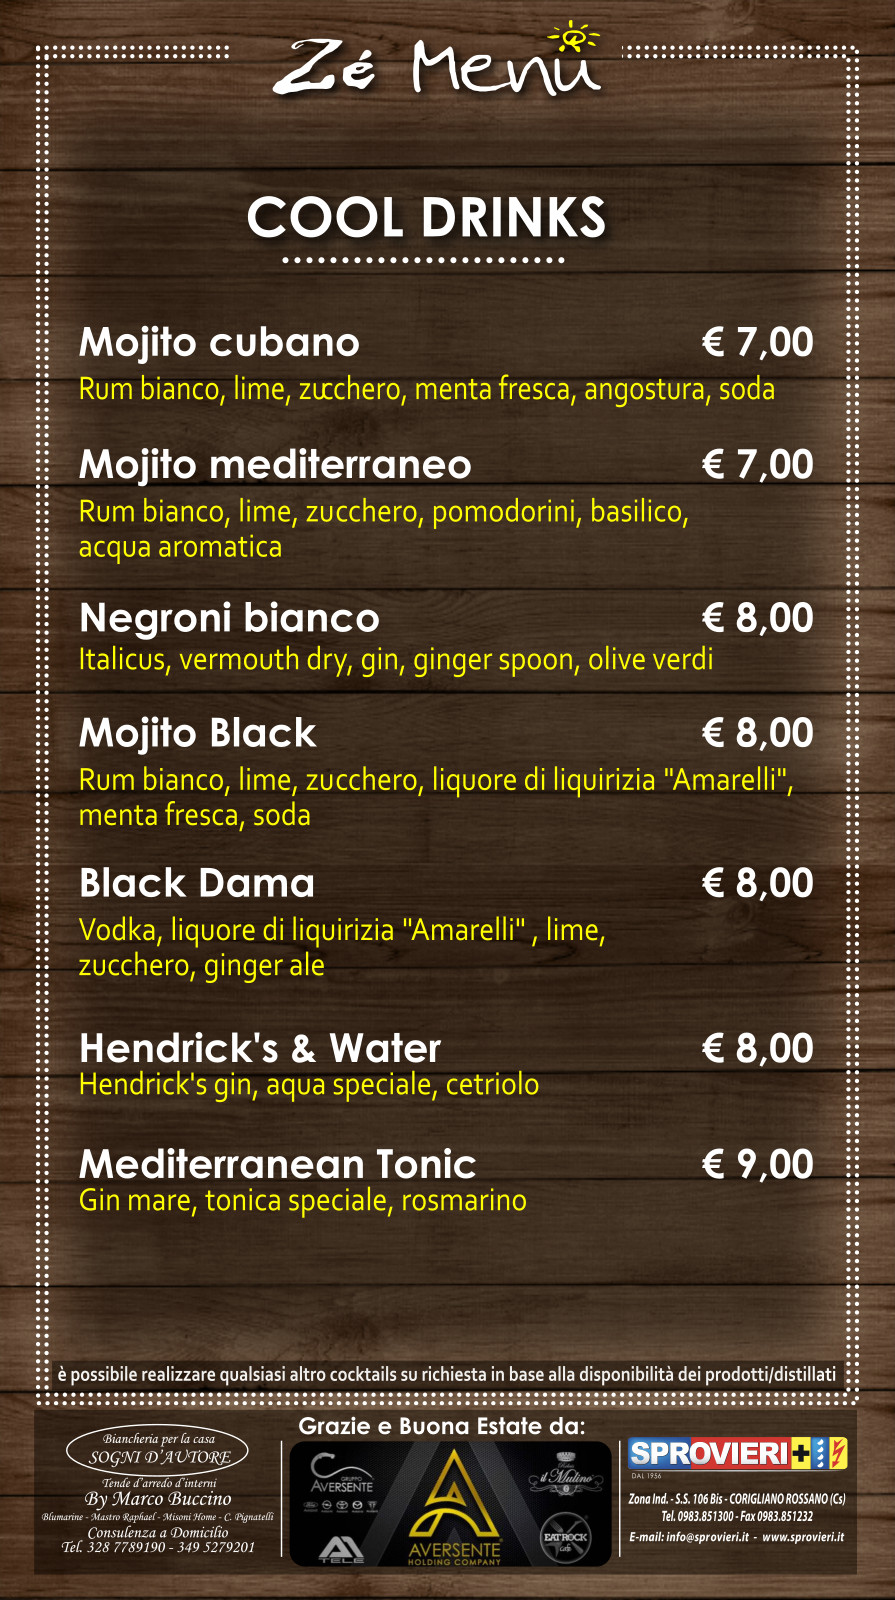 Zé Menù
COOL DRINKS
Mojito cubano € 7,00
Rum bianco, lime, zucchero, menta fresca, angostura, soda
Mojito mediterraneo € 7,00
Rum bianco, lime, zucchero, pomodorini, basilico,
acqua aromatica
Negroni bianco € 8,00
Italicus, vermouth dry, gin, ginger spoon, olive verdi
Mojito Black € 8,00
Rum bianco, lime, zucchero, liquore di liquirizia "Amarelli",
menta fresca, soda
Black Dama € 8,00
Vodka, liquore di liquirizia "Amarelli" , lime,
zucchero, ginger ale
Hendrick's & Water € 8,00
Hendrick's gin, aqua speciale, cetriolo
Mediterranean Tonic € 9,00
Gin mare, tonica speciale, rosmarino
è possibile realizzare qualsiasi altro cocktails su richiesta in base alla disponibilità dei prodotti/distillati
Grazie e Buona Estate da:
Biancheria per la casa
SOGNI D'AUTORE
Tende d'arredo d'interni
By Marco Buccino
Blumarine - Mastro Raphael - Misoni Home - C. Pignatelli
Consulenza a Domicilio
Tel. 328 7789190 - 349 5279201
GRUPPO
AVERSENTE
TELE
AVERSENTE
HOLDING COMPANY
il Mulino
EAT ROCK
cafe
SPROVIERI
DAL 1956
Zona Ind. - S.S. 106 Bis - CORIGLIANO ROSSANO (Cs)
Tel. 0983.851300 - Fax 0983.851232
E-mail: info@sprovieri.it - www.sprovieri.it